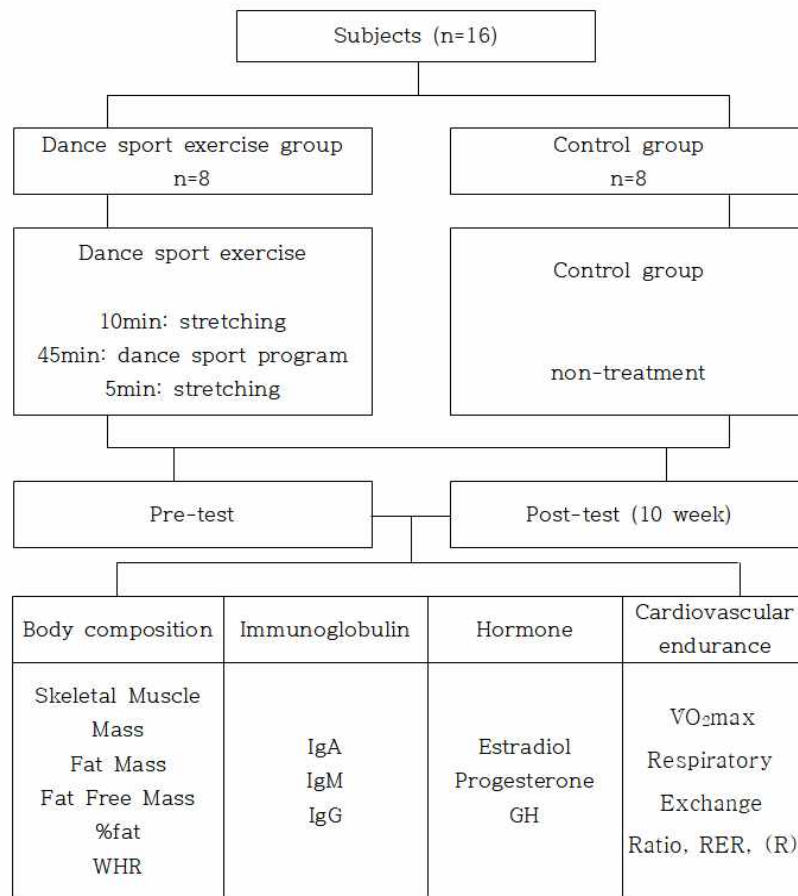 Subjects (n=16)
Dance sport exercise group
n=8
Control group
n=8
Dance sport exercise
10min: stretching
45min: dance sport program
5min: stretching
Control group
non-treatment
Pre-test
Post-test (10 week)
Body composition
Immunoglobulin
Hormone
Cardiovascular
endurance
Skeletal Muscle
Mass
Fat Mass
Fat Free Mass
%fat
WHR
IgA
IgM
IgG
Estradiol
Progesterone
GH
VO₂max
Respiratory
Exchange
Ratio, RER, (R)